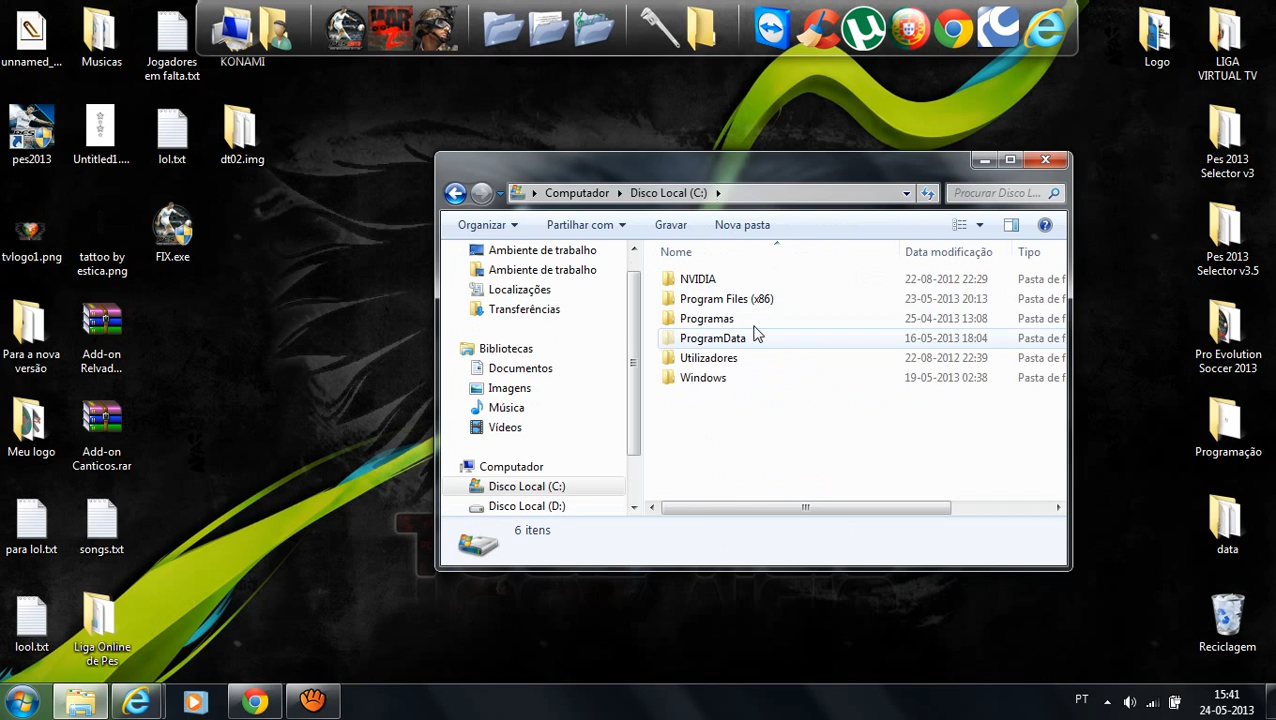 unnamed_...
Musicas
Jogadores
em falta.txt
KONAMI
Logo
LIGA
VIRTUAL TV
pes2013
Untitled1....
lol.txt
dt02.img
Pes 2013
Selector v3
tvlogo1.png
tattoo by
estica.png
FIX.exe
Pes 2013
Selector v3.5
Para a nova
versão
Add-on
Relvad...
Pro Evolution
Soccer 2013
Meu logo
Add-on
Canticos.rar
Programação
para lol.txt
songs.txt
data
lool.txt
Liga Online
de Pes
Reciclagem
Computador
Disco Local (C:)
Procurar Disco L...
Organizar
Partilhar com
Gravar
Nova pasta
Ambiente de trabalho
Ambiente de trabalho
Localizações
Transferências
Bibliotecas
Documentos
Imagens
Música
Vídeos
Computador
Disco Local (C:)
Disco Local (D:)
Nome
Data modificação
Tipo
NVIDIA
22-08-2012 22:29
Pasta de f
Program Files (x86)
23-05-2013 20:13
Pasta de f
Programas
25-04-2013 13:08
Pasta de f
ProgramData
16-05-2013 18:04
Pasta de f
Utilizadores
22-08-2012 22:39
Pasta de f
Windows
19-05-2013 02:38
Pasta de f
6 itens
PT
15:41
24-05-2013